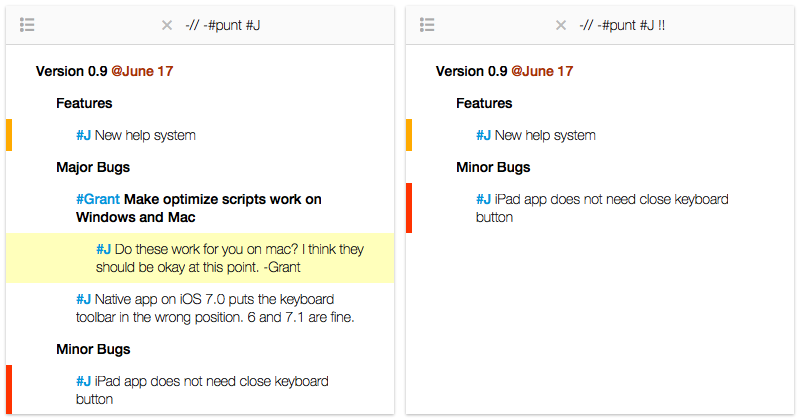 -// -#punt #J
Version 0.9 @June 17
Features
#J New help system
Major Bugs
#Grant Make optimize scripts work on
Windows and Mac
#J Do these work for you on mac? I think they
should be okay at this point. -Grant
#J Native app on iOS 7.0 puts the keyboard
toolbar in the wrong position. 6 and 7.1 are fine.
Minor Bugs
#J iPad app does not need close keyboard
button
-// -#punt #J !!
Version 0.9 @June 17
Features
#J New help system
Minor Bugs
#J iPad app does not need close keyboard
button